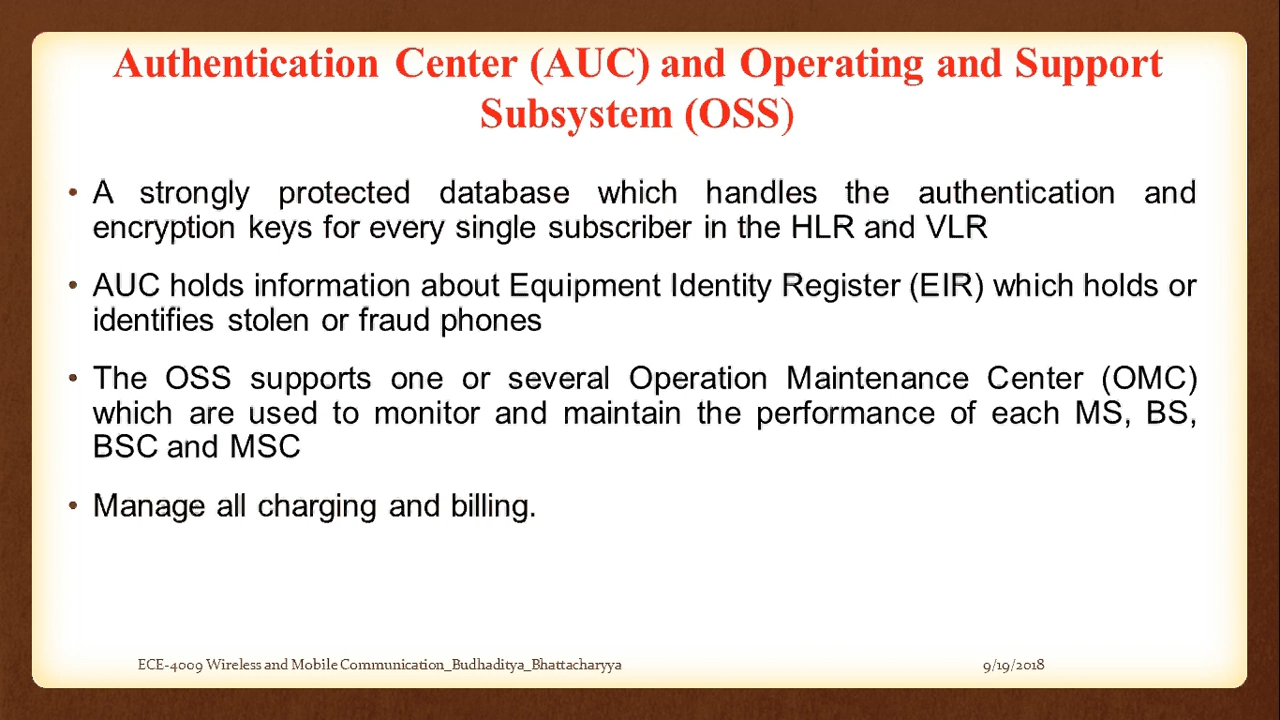 Authentication Center (AUC) and Operating and Support
Subsystem (OSS)
• A strongly protected database which handles the authentication and
encryption keys for every single subscriber in the HLR and VLR
• AUC holds information about Equipment Identity Register (EIR) which holds or
identifies stolen or fraud phones
• The OSS supports one or several Operation Maintenance Center (OMC)
which are used to monitor and maintain the performance of each MS, BS,
BSC and MSC
• Manage all charging and billing.
ECE-4009 Wireless and Mobile Communication_Budhaditya_Bhattacharyya 9/19/2018